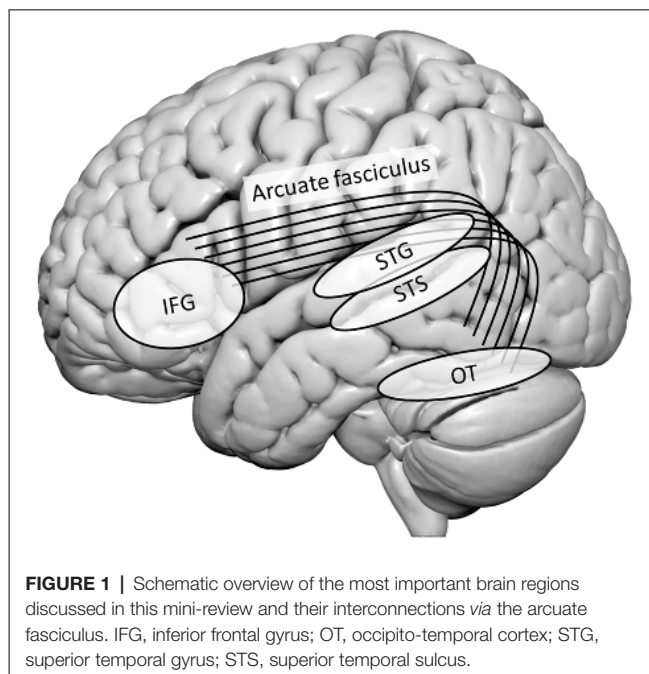 Arcuate fasciculus
STG
STS
IFG
OT
FIGURE 1 | Schematic overview of the most important brain regions
discussed in this mini-review and their interconnections via the arcuate
fasciculus. IFG, inferior frontal gyrus; OT, occipito-temporal cortex; STG,
superior temporal gyrus; STS, superior temporal sulcus.